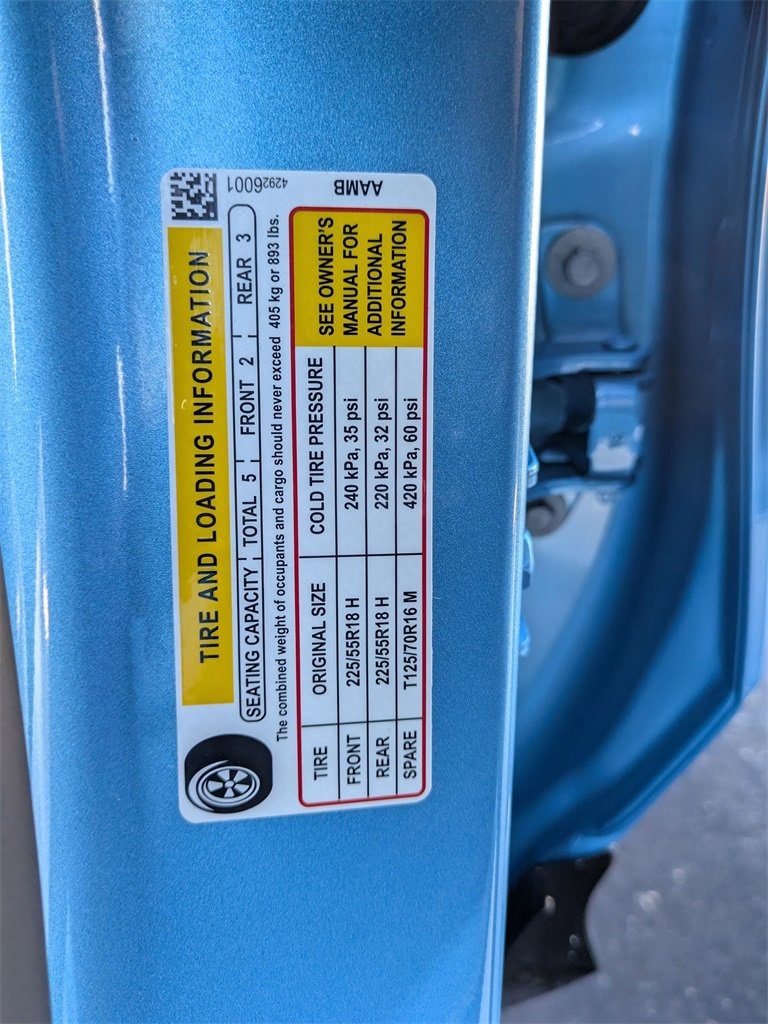 TIRE AND LOADING INFORMATION
SEATING CAPACITY TOTAL 5 FRONT 2 REAR 3
The combined weight of occupants and cargo should never exceed 405 kg or 893 lbs.
TIRE ORIGINAL SIZE COLD TIRE PRESSURE
FRONT 225/55R18 H 240 kPa, 35 psi
REAR 225/55R18 H 220 kPa, 32 psi
SPARE T125/70R16 M 420 kPa, 60 psi
SEE OWNER'S
MANUAL FOR
ADDITIONAL
INFORMATION
42926001
AAMB